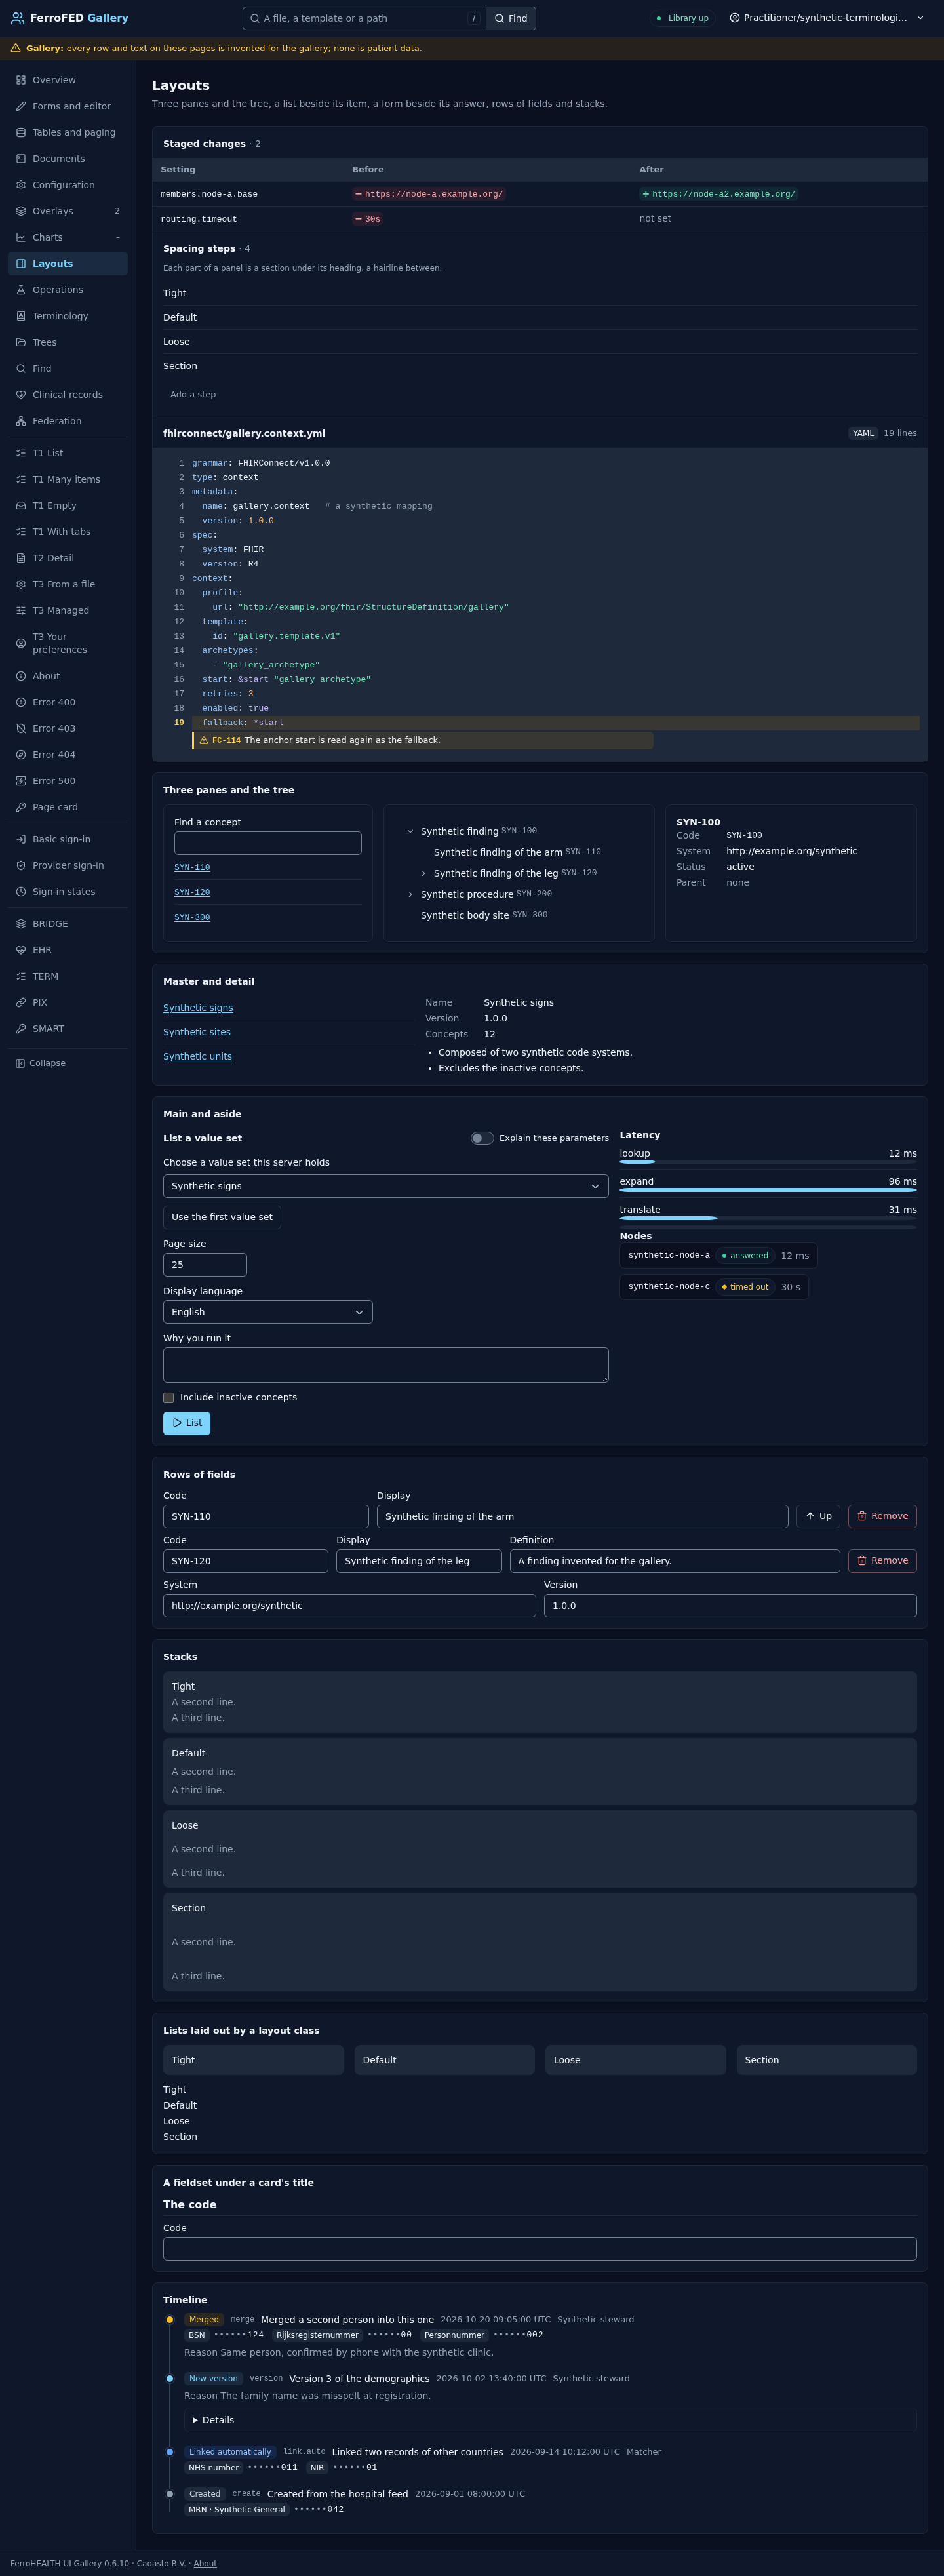 FerroFED Gallery
A file, a template or a path
/
Find
Library up
Practitioner/synthetic-terminologi...
Gallery: every row and text on these pages is invented for the gallery; none is patient data.
Overview
Forms and editor
Tables and paging
Documents
Configuration
Overlays 2
Charts –
Layouts
Operations
Terminology
Trees
Find
Clinical records
Federation
T1 List
T1 Many items
T1 Empty
T1 With tabs
T2 Detail
T3 From a file
T3 Managed
T3 Your
preferences
About
Error 400
Error 403
Error 404
Error 500
Page card
Basic sign-in
Provider sign-in
Sign-in states
BRIDGE
EHR
TERM
PIX
SMART
Collapse
Layouts
Three panes and the tree, a list beside its item, a form beside its answer, rows of fields and stacks.
Staged changes · 2
Setting Before After
members.node-a.base https://node-a.example.org/ https://node-a2.example.org/
routing.timeout 30s not set
Spacing steps · 4
Each part of a panel is a section under its heading, a hairline between.
Tight
Default
Loose
Section
Add a step
fhirconnect/gallery.context.yml YAML 19 lines
1 grammar: FHIRConnect/v1.0.0
2 type: context
3 metadata:
4 name: gallery.context # a synthetic mapping
5 version: 1.0.0
6 spec:
7 system: FHIR
8 version: R4
9 context:
10 profile:
11 url: "http://example.org/fhir/StructureDefinition/gallery"
12 template:
13 id: "gallery.template.v1"
14 archetypes:
15 - "gallery_archetype"
16 start: &start "gallery_archetype"
17 retries: 3
18 enabled: true
19 fallback: *start
FC-114 The anchor start is read again as the fallback.
Three panes and the tree
Find a concept
SYN-110
SYN-120
SYN-300
Synthetic finding SYN-100
Synthetic finding of the arm SYN-110
Synthetic finding of the leg SYN-120
Synthetic procedure SYN-200
Synthetic body site SYN-300
SYN-100
Code SYN-100
System http://example.org/synthetic
Status active
Parent none
Master and detail
Synthetic signs
Synthetic sites
Synthetic units
Name Synthetic signs
Version 1.0.0
Concepts 12
• Composed of two synthetic code systems.
• Excludes the inactive concepts.
Main and aside
List a value set Explain these parameters
Choose a value set this server holds
Synthetic signs
Use the first value set
Page size
25
Display language
English
Why you run it
Include inactive concepts
List
Latency
lookup 12 ms
expand 96 ms
translate 31 ms
Nodes
synthetic-node-a answered 12 ms
synthetic-node-c timed out 30 s
Rows of fields
Code Display
SYN-110 Synthetic finding of the arm Up Remove
Code Display Definition
SYN-120 Synthetic finding of the leg A finding invented for the gallery. Remove
System Version
http://example.org/synthetic 1.0.0
Stacks
Tight
A second line.
A third line.
Default
A second line.
A third line.
Loose
A second line.
A third line.
Section
A second line.
A third line.
Lists laid out by a layout class
Tight Default Loose Section
Tight
Default
Loose
Section
A fieldset under a card's title
The code
Code
Timeline
Merged merge Merged a second person into this one 2026-10-20 09:05:00 UTC Synthetic steward
BSN ••••••124 Rijksregisternummer ••••••00 Personnummer ••••••002
Reason Same person, confirmed by phone with the synthetic clinic.
New version version Version 3 of the demographics 2026-10-02 13:40:00 UTC Synthetic steward
Reason The family name was misspelt at registration.
Details
Linked automatically link.auto Linked two records of other countries 2026-09-14 10:12:00 UTC Matcher
NHS number ••••••011 NIR ••••••01
Created create Created from the hospital feed 2026-09-01 08:00:00 UTC
MRN · Synthetic General ••••••042
FerroHEALTH UI Gallery 0.6.10 · Cadasto B.V. · About